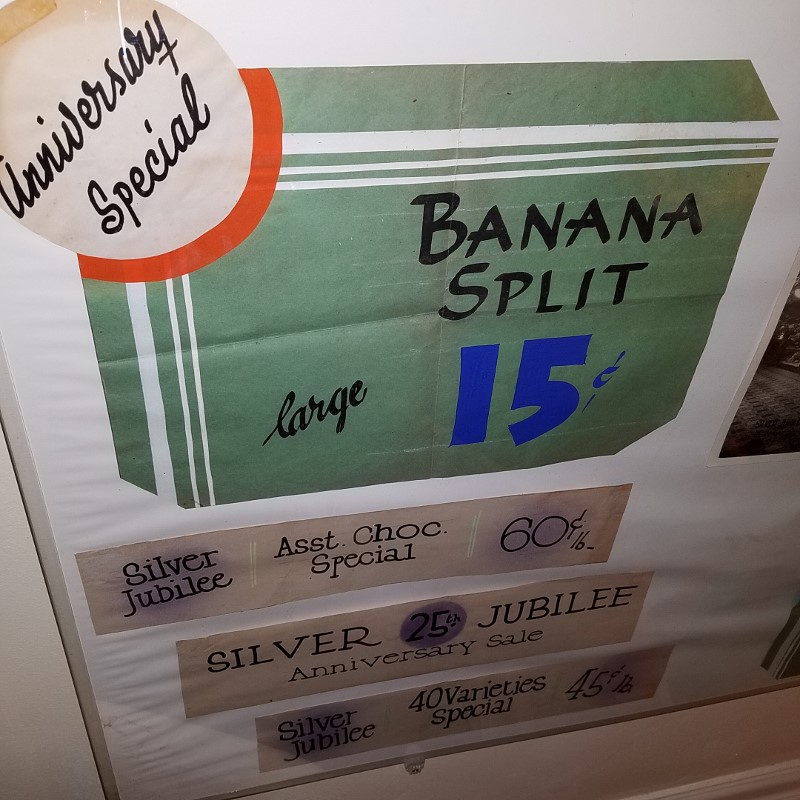 Anniversary
Special
BANANA
SPLIT
large 15¢
Silver
Jubilee
Asst. Choc.
Special
60¢ lb.
SILVER 25th JUBILEE
Anniversary Sale
Silver
Jubilee
40 Varieties
Special
45¢ lb